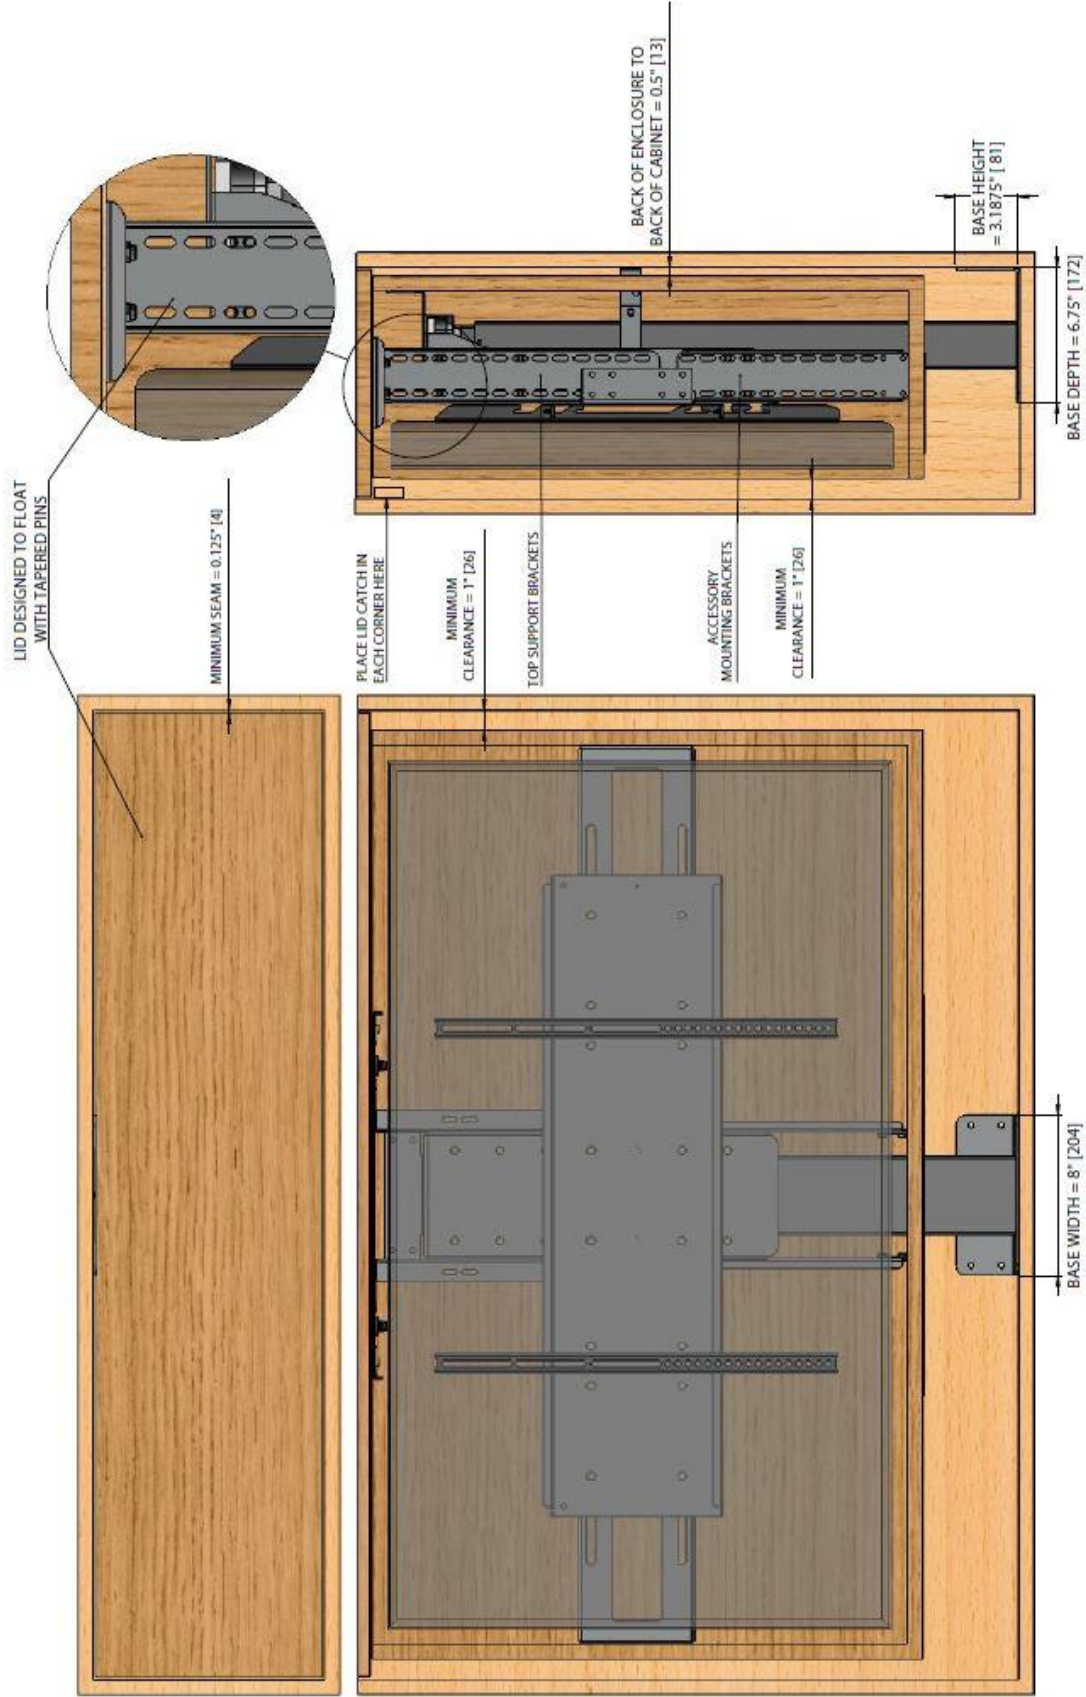 LID DESIGNED TO FLOAT
WITH TAPERED PINS
MINIMUM SEAM = 0.125" [4]
PLACE LID CATCH IN
EACH CORNER HERE
MINIMUM
CLEARANCE = 1" [26]
TOP SUPPORT BRACKETS
ACCESSORY
MOUNTING BRACKETS
MINIMUM
CLEARANCE = 1" [26]
BACK OF ENCLOSURE TO
BACK OF CABINET = 0.5" [13]
BASE HEIGHT
= 3.1875" [81]
BASE DEPTH = 6.75" [172]
BASE WIDTH = 8" [204]